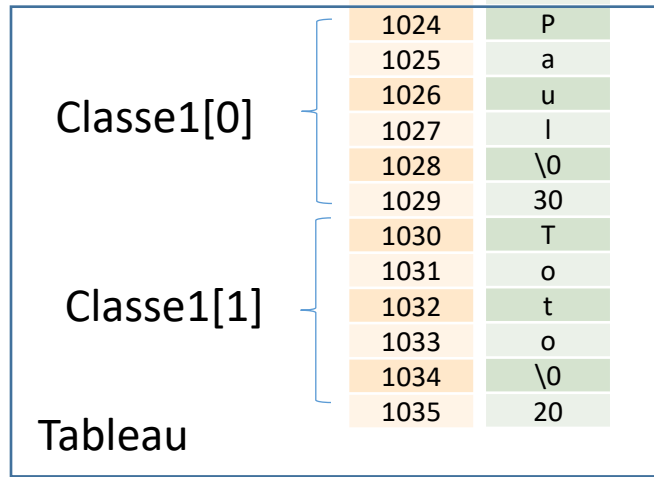 1024 P
1025 a
Classe1[0]
1026 u
1027 l
1028 \0
1029 30
1030 T
1031 o
Classe1[1]
1032 t
1033 o
1034 \0
1035 20
Tableau